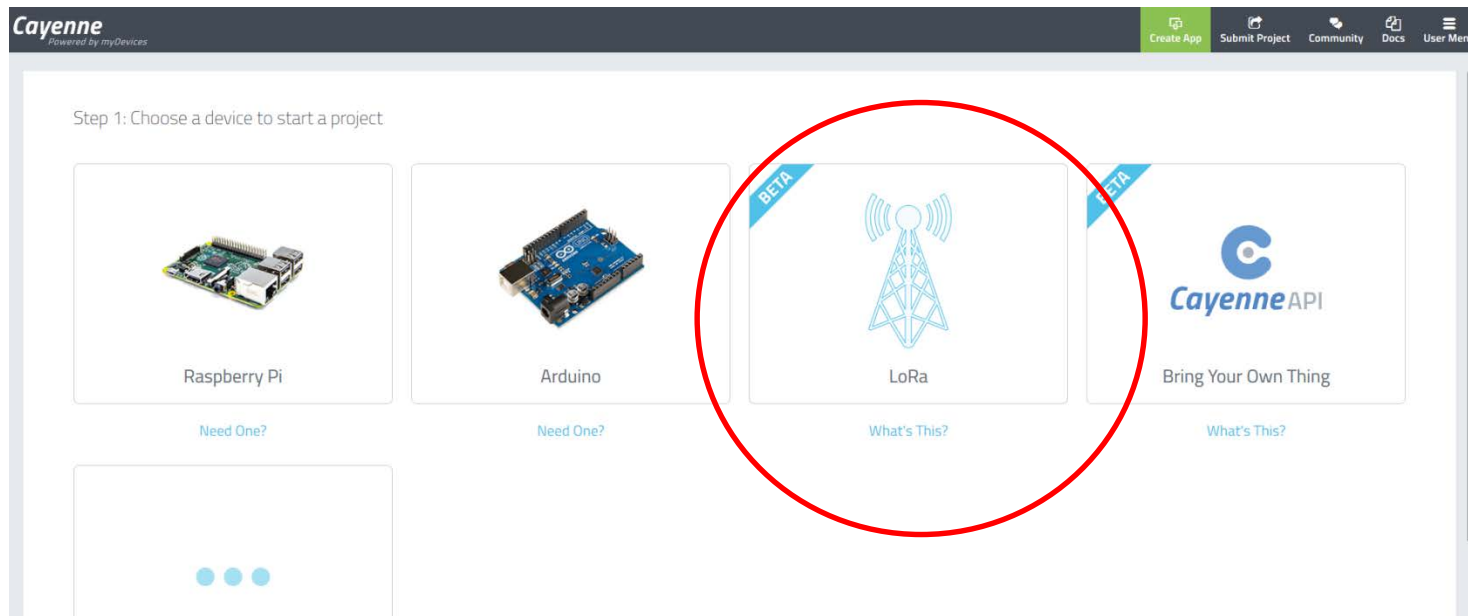 Cayenne
Powered by myDevices
Create App
Submit Project
Community
Docs
User Men
Step 1: Choose a device to start a project
BETA
BETA
Cayenne API
Raspberry Pi
Arduino
LoRa
Bring Your Own Thing
Need One?
Need One?
What's This?
What's This?